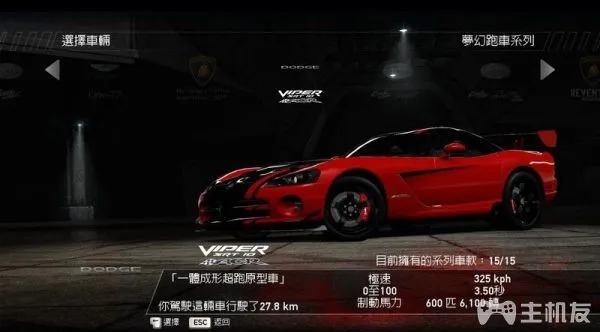 選擇車輛
夢幻跑車系列
DODGE
VIPER
SRT 10
ACR
VIPER
SRT 10
ACR
目前擁有的系列車款：15/15
「一體成形超跑原型車」
極速 325 kph
0至100 3.50秒
你駕駛這輛車行駛了27.8 km
制動馬力 600 匹 6,100 轉
選擇 ESC 返回
主机友